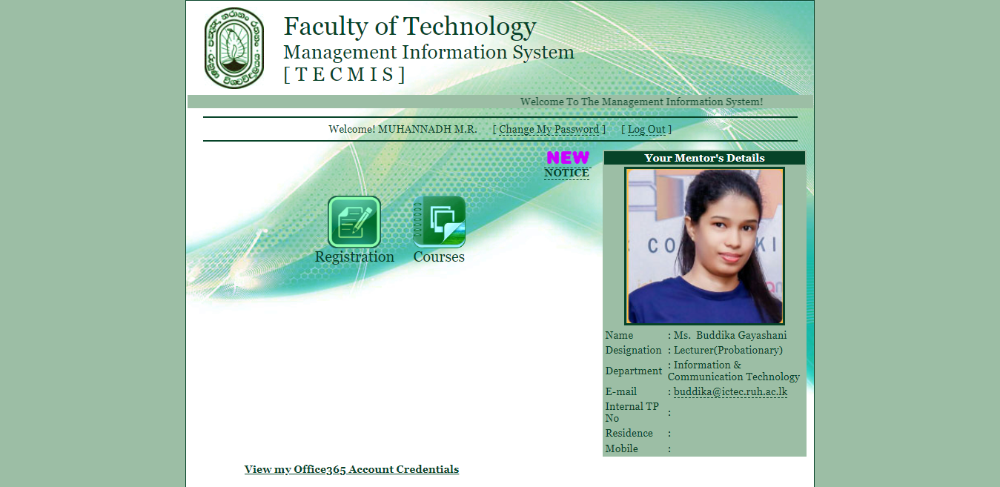 Faculty of Technology
Management Information System
[ T E C M I S ]
Welcome To The Management Information System!
Welcome! MUHANNADH M.R. [ Change My Password ] [ Log Out ]
NEW
NOTICE
Registration
Courses
Your Mentor's Details
Name : Ms. Buddika Gayashani
Designation : Lecturer(Probationary)
Department : Information &
Communication Technology
E-mail : buddika@ictec.ruh.ac.lk
Internal TP
No :
Residence :
Mobile :
View my Office365 Account Credentials